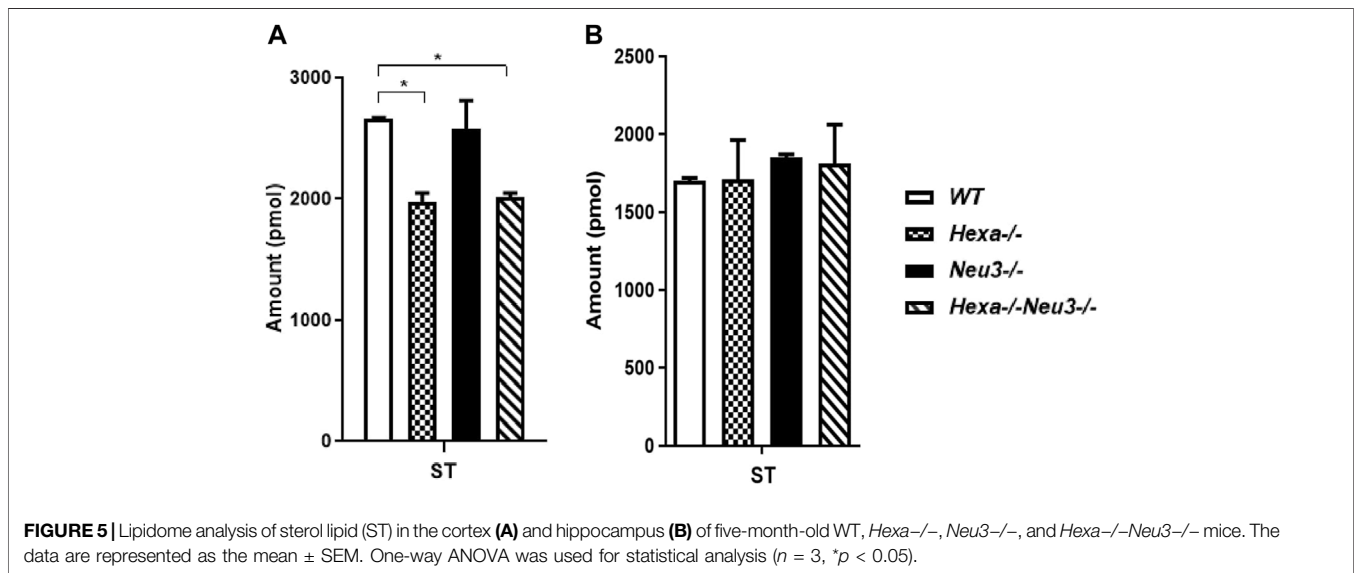 A
B
*
*
3000
2000
1000
0
Amount (pmol)
ST
2500
2000
1500
1000
500
0
Amount (pmol)
ST
WT
Hexa-/-
Neu3-/-
Hexa-/-Neu3-/-
FIGURE 5 | Lipidome analysis of sterol lipid (ST) in the cortex (A) and hippocampus (B) of five-month-old WT, Hexa−/−, Neu3−/−, and Hexa−/−Neu3−/− mice. The
data are represented as the mean ± SEM. One-way ANOVA was used for statistical analysis (n = 3, *p < 0.05).